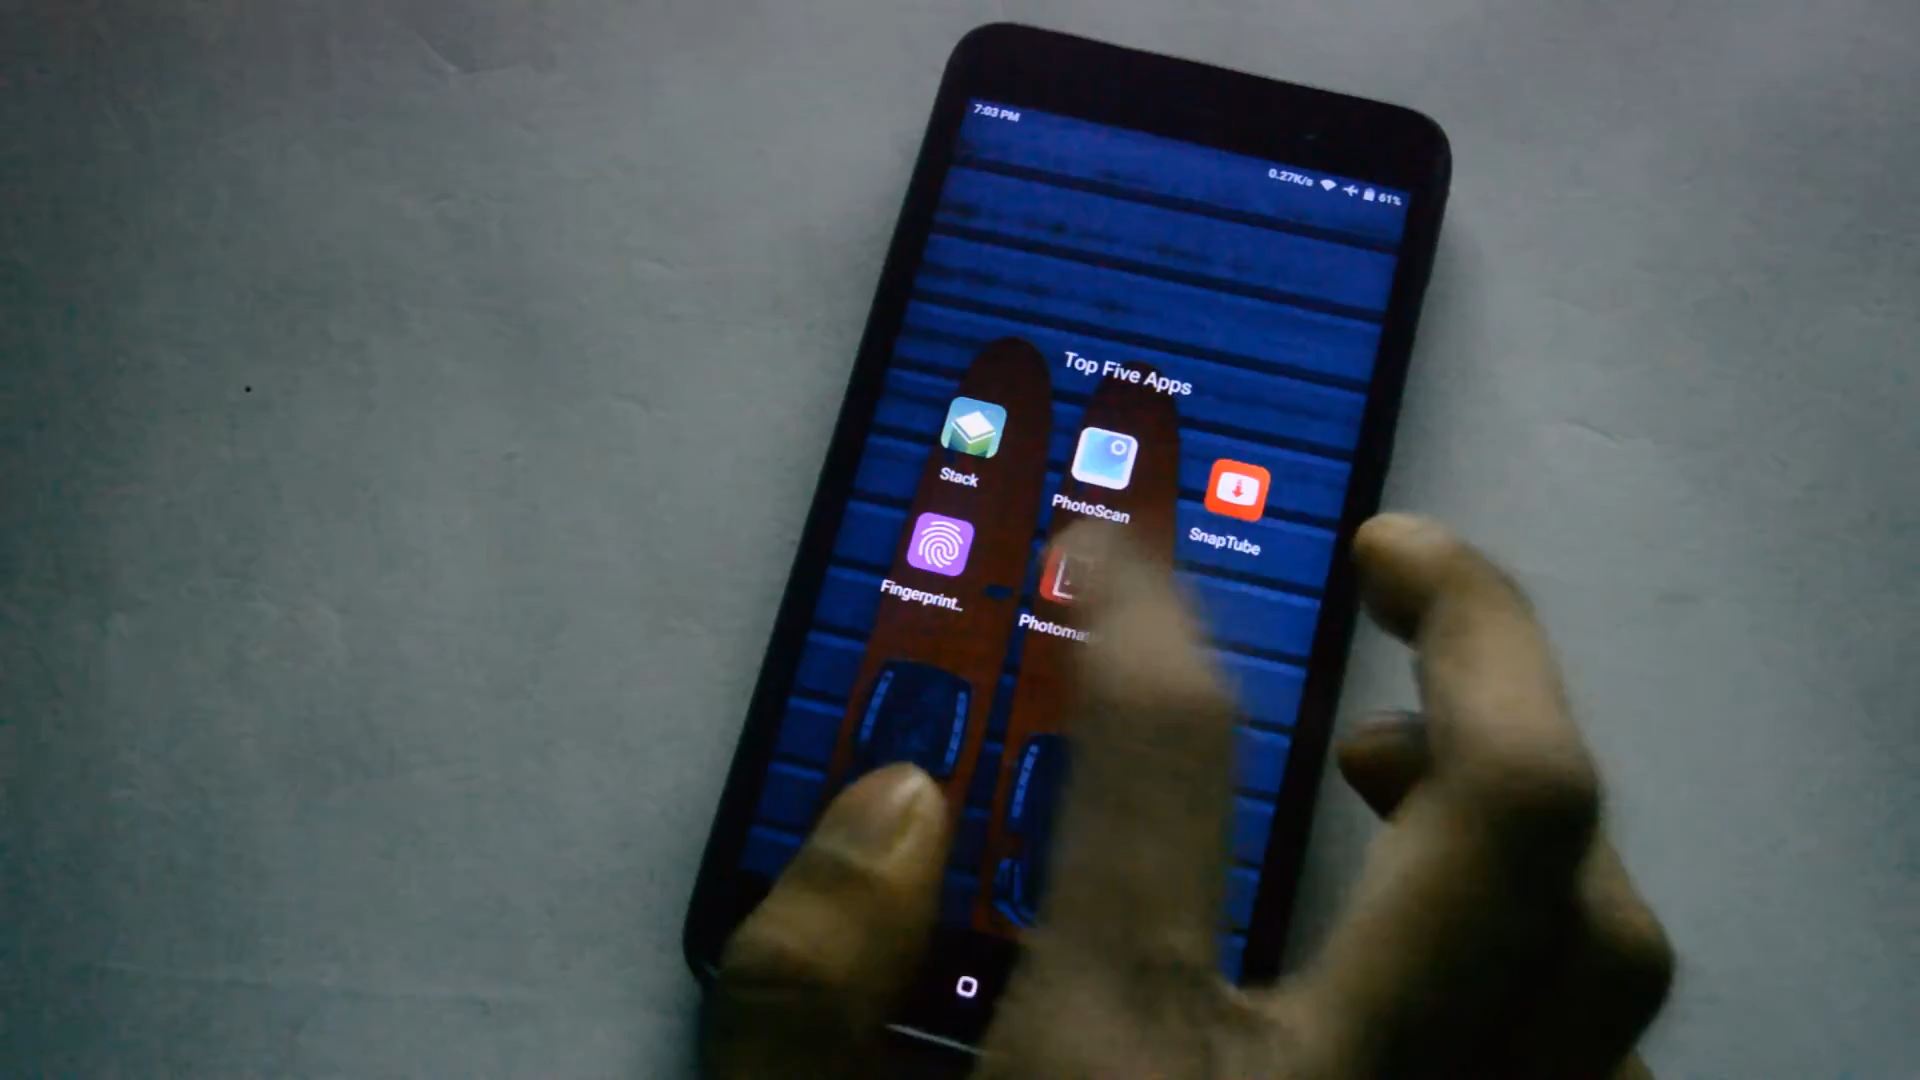 7:03 PM
0.27K/s 61%
Top Five Apps
Stack
PhotoScan
SnapTube
Fingerprint..